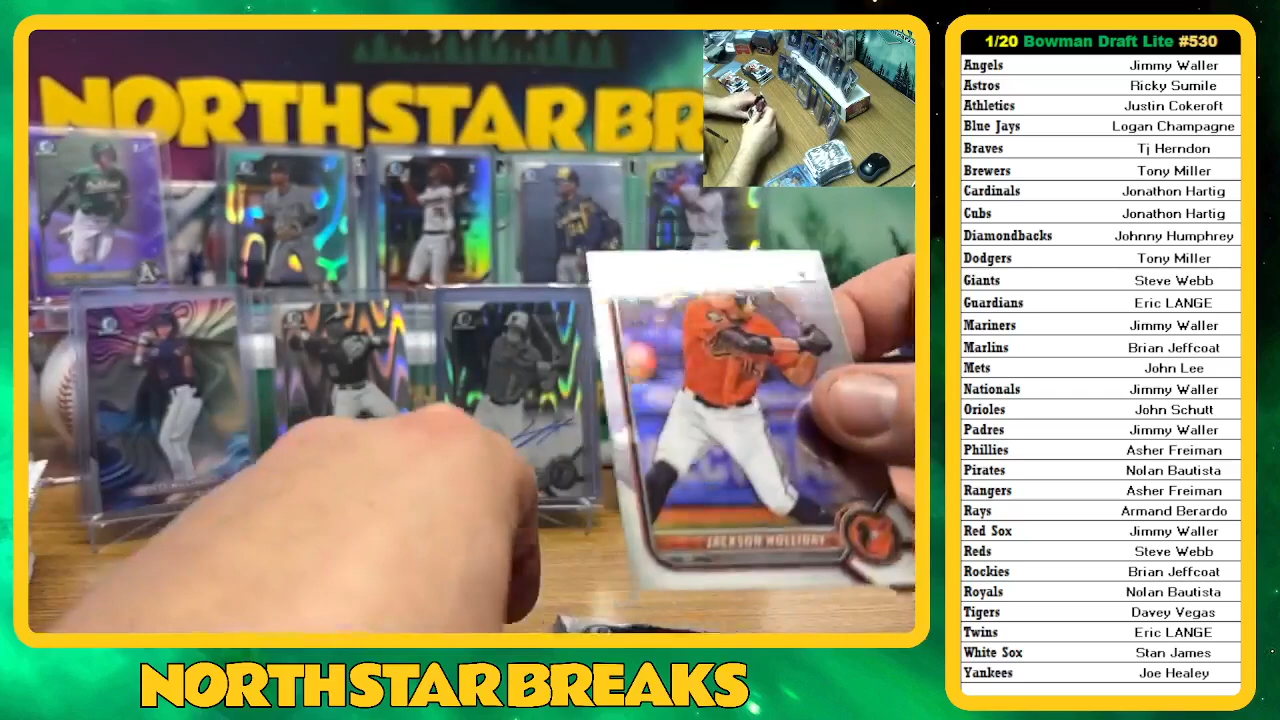 NORTHSTAR BR
JACKSON HOLLIDAY
NORTHSTAR BREAKS
1/20 Bowman Draft Lite #530
Angels Jimmy Waller
Astros Ricky Sumile
Athletics Justin Cokeroft
Blue Jays Logan Champagne
Braves Tj Herndon
Brewers Tony Miller
Cardinals Jonathon Hartig
Cubs Jonathon Hartig
Diamondbacks Johnny Humphrey
Dodgers Tony Miller
Giants Steve Webb
Guardians Eric LANGE
Mariners Jimmy Waller
Marlins Brian Jeffcoat
Mets John Lee
Nationals Jimmy Waller
Orioles John Schutt
Padres Jimmy Waller
Phillies Asher Freiman
Pirates Nolan Bautista
Rangers Asher Freiman
Rays Armand Berardo
Red Sox Jimmy Waller
Reds Steve Webb
Rockies Brian Jeffcoat
Royals Nolan Bautista
Tigers Davey Vegas
Twins Eric LANGE
White Sox Stan James
Yankees Joe Healey